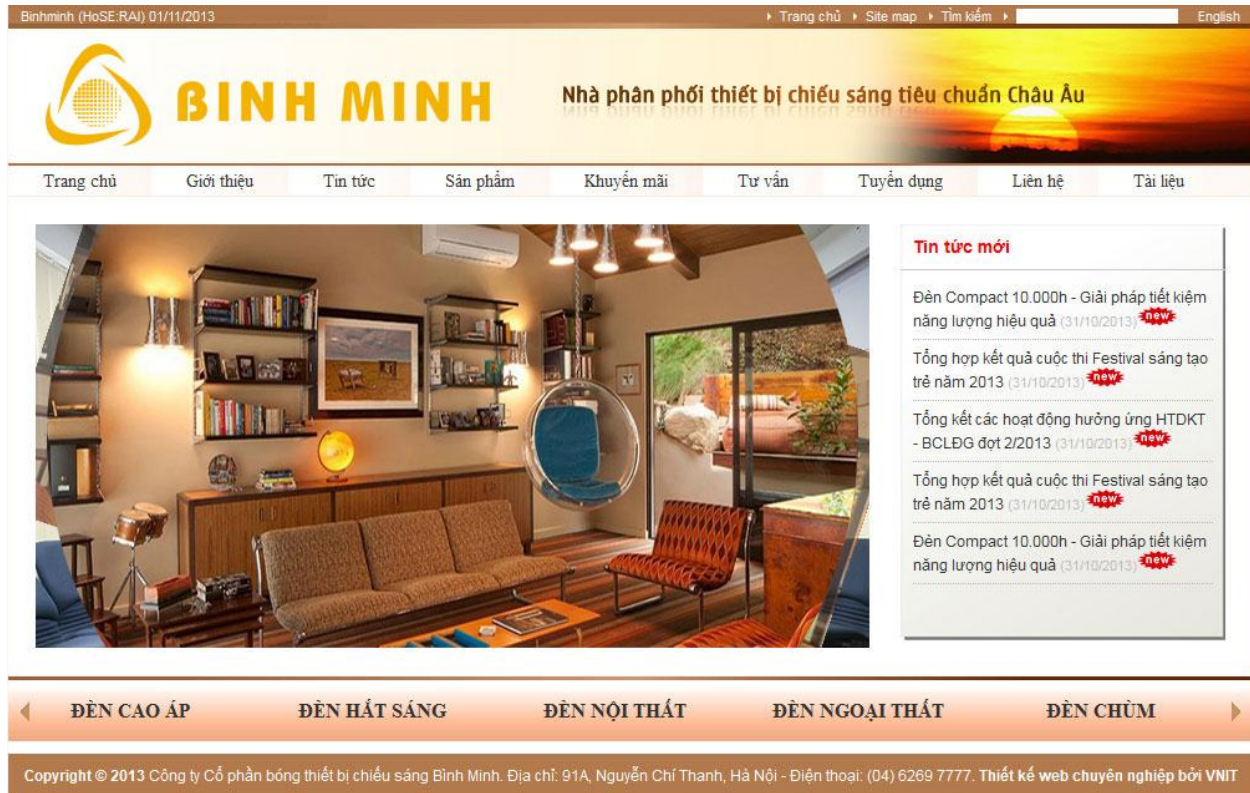 Binhminh (HoSE:RAI) 01/11/2013
Trang chủ Site map Tìm kiếm English
BINH MINH
Nhà phân phối thiết bị chiếu sáng tiêu chuẩn Châu Âu
Trang chủ Giới thiệu Tin tức Sản phẩm Khuyến mãi Tư vấn Tuyển dụng Liên hệ Tài liệu
Tin tức mới
Đèn Compact 10.000h - Giải pháp tiết kiệm
năng lượng hiệu quả (31/10/2013) new
Tổng hợp kết quả cuộc thi Festival sáng tạo
trẻ năm 2013 (31/10/2013) new
Tổng kết các hoạt động hưởng ứng HTDKT
- BCLĐG đợt 2/2013 (31/10/2013) new
Tổng hợp kết quả cuộc thi Festival sáng tạo
trẻ năm 2013 (31/10/2013) new
Đèn Compact 10.000h - Giải pháp tiết kiệm
năng lượng hiệu quả (31/10/2013) new
ĐÈN CAO ÁP ĐÈN HẮT SÁNG ĐÈN NỘI THẤT ĐÈN NGOẠI THẤT ĐÈN CHÙM
Copyright © 2013 Công ty Cổ phần bóng thiết bị chiếu sáng Bình Minh. Địa chỉ: 91A, Nguyễn Chí Thanh, Hà Nội - Điện thoại: (04) 6269 7777. Thiết kế web chuyên nghiệp bởi VNIT